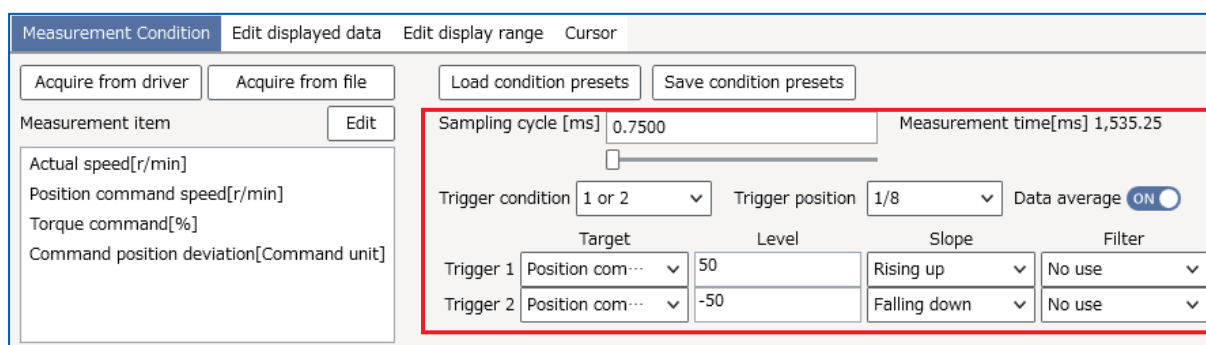 Measurement Condition Edit displayed data Edit display range Cursor
Acquire from driver Acquire from file Load condition presets Save condition presets
Measurement item Edit Sampling cycle [ms] 0.7500 Measurement time[ms] 1,535.25
Actual speed[r/min]
Position command speed[r/min]
Torque command[%]
Command position deviation[Command unit]
Trigger condition 1 or 2 Trigger position 1/8 Data average ON
Target Level Slope Filter
Trigger 1 Position com… 50 Rising up No use
Trigger 2 Position com… -50 Falling down No use